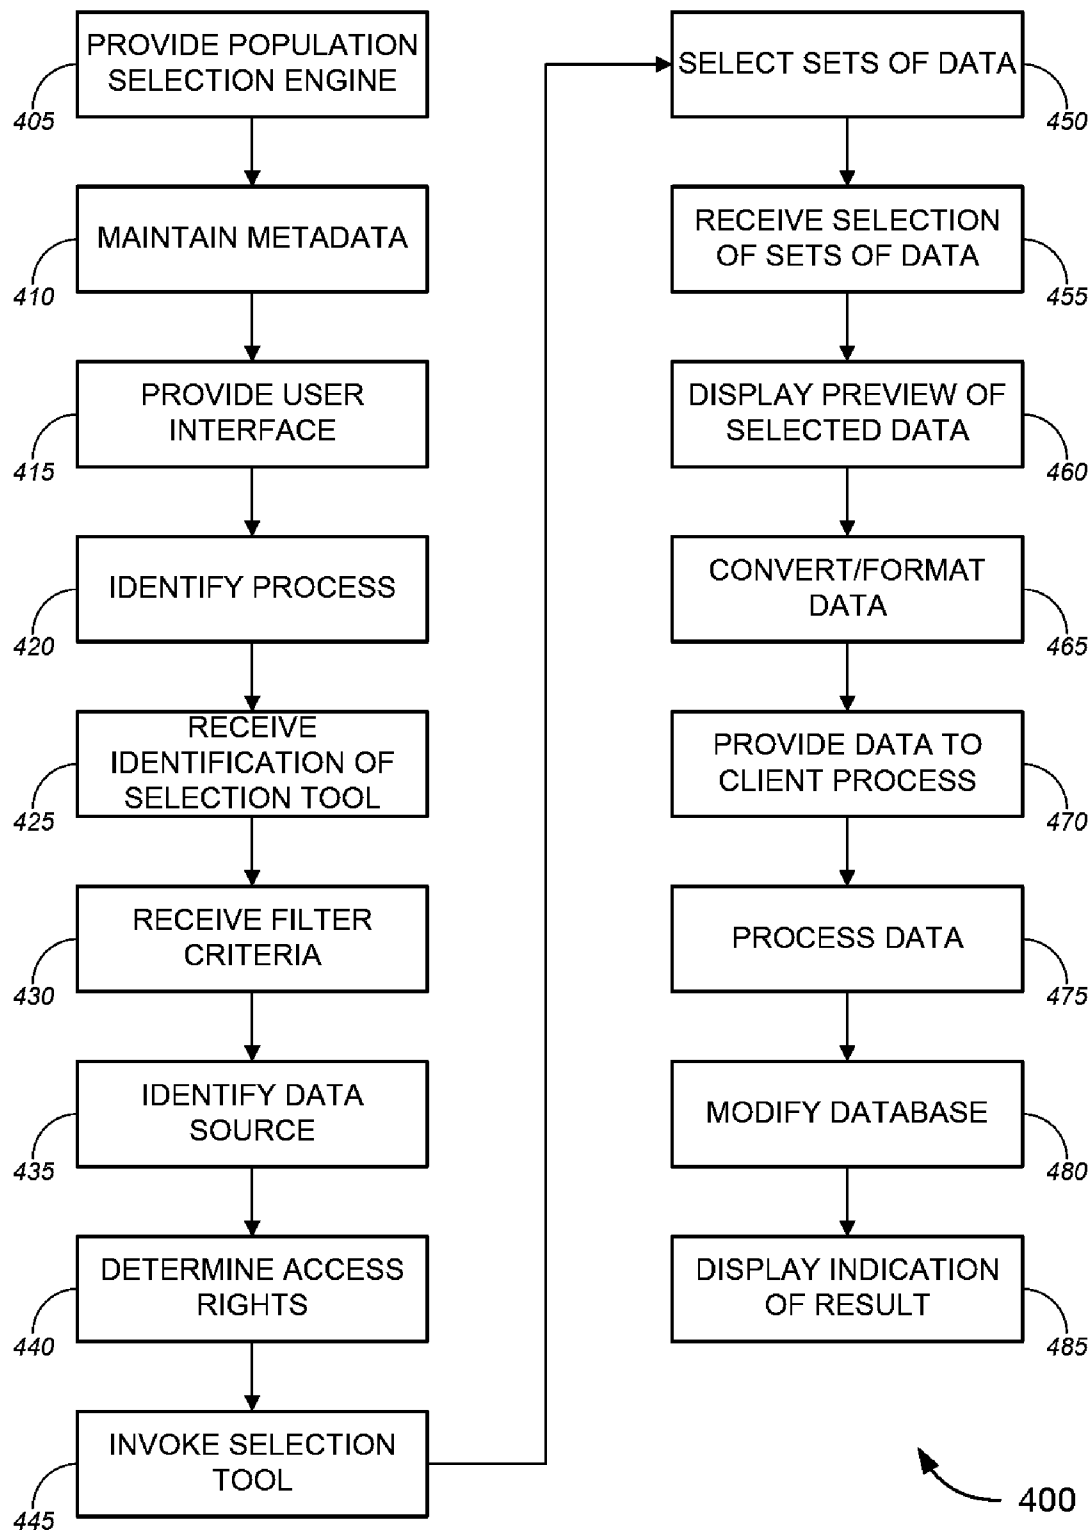 PROVIDE POPULATION
SELECTION ENGINE
405
MAINTAIN METADATA
410
PROVIDE USER
INTERFACE
415
IDENTIFY PROCESS
420
RECEIVE
IDENTIFICATION OF
SELECTION TOOL
425
RECEIVE FILTER
CRITERIA
430
IDENTIFY DATA
SOURCE
435
DETERMINE ACCESS
RIGHTS
440
INVOKE SELECTION
TOOL
445
SELECT SETS OF DATA
450
RECEIVE SELECTION
OF SETS OF DATA
455
DISPLAY PREVIEW OF
SELECTED DATA
460
CONVERT/FORMAT
DATA
465
PROVIDE DATA TO
CLIENT PROCESS
470
PROCESS DATA
475
MODIFY DATABASE
480
DISPLAY INDICATION
OF RESULT
485
400